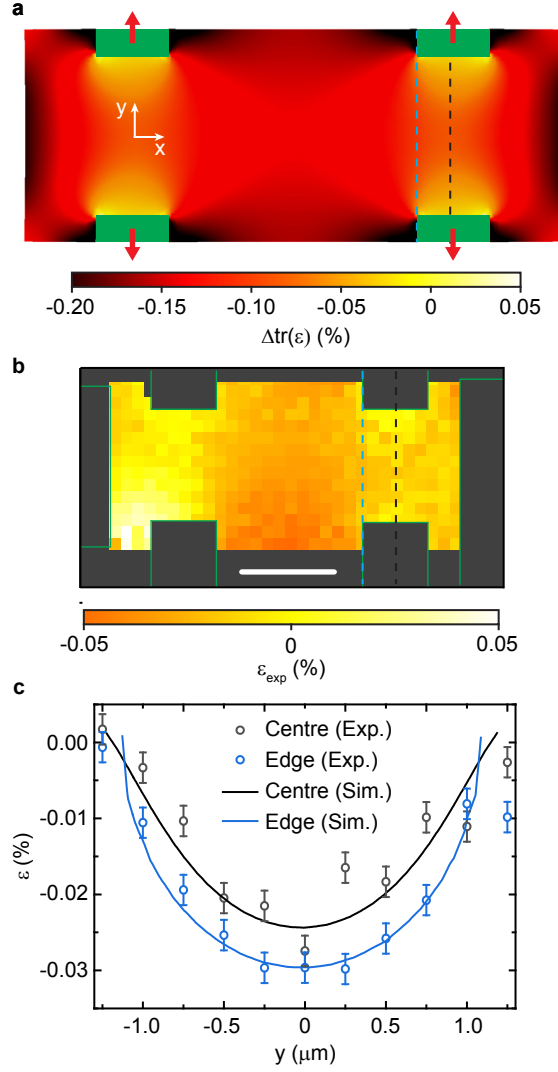 a
y
x
-0.20 -0.15 -0.10 -0.05 0 0.05
Δtr(ε) (%)
b
-0.05 0 0.05
ε_exp (%)
c
0.00
-0.01
-0.02
-0.03
ε (%)
Centre (Exp.)
Edge (Exp.)
Centre (Sim.)
Edge (Sim.)
-1.0 -0.5 0 0.5 1.0
y (μm)